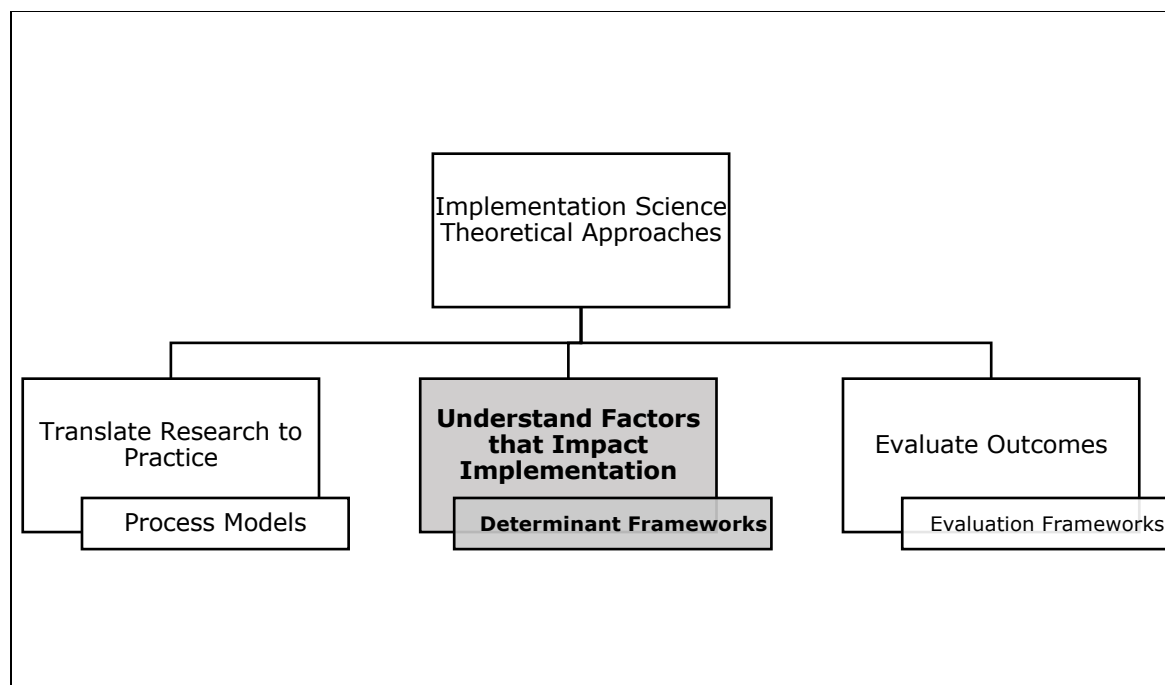 Implementation Science
Theoretical Approaches
Translate Research to
Practice
Process Models
Understand Factors
that Impact
Implementation
Determinant Frameworks
Evaluate Outcomes
Evaluation Frameworks